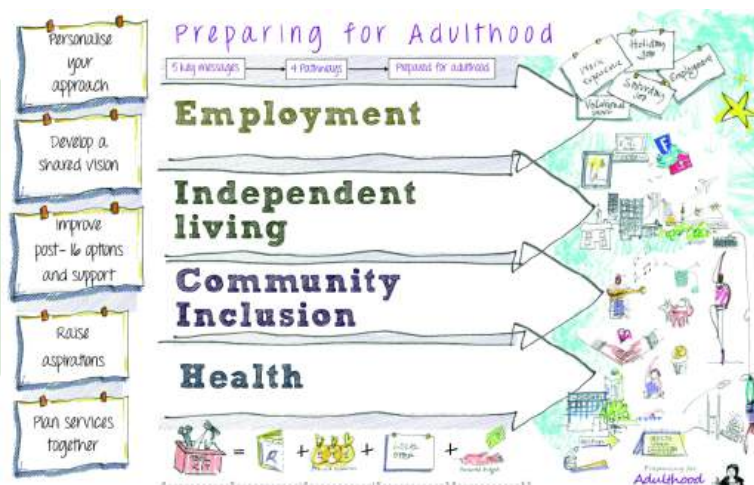 Personalise
your
approach
Develop a
shared vision
Improve
post-16 options
and support
Raise
aspirations
Plan services
together
Preparing for Adulthood
5 key messages
4 Pathways
Prepared for adulthood
Employment
Independent
living
Community
Inclusion
Health
Work
Experience
Holiday
Job
Saturday
Job
Employment
=
+
+
+
Preparing for
Adulthood